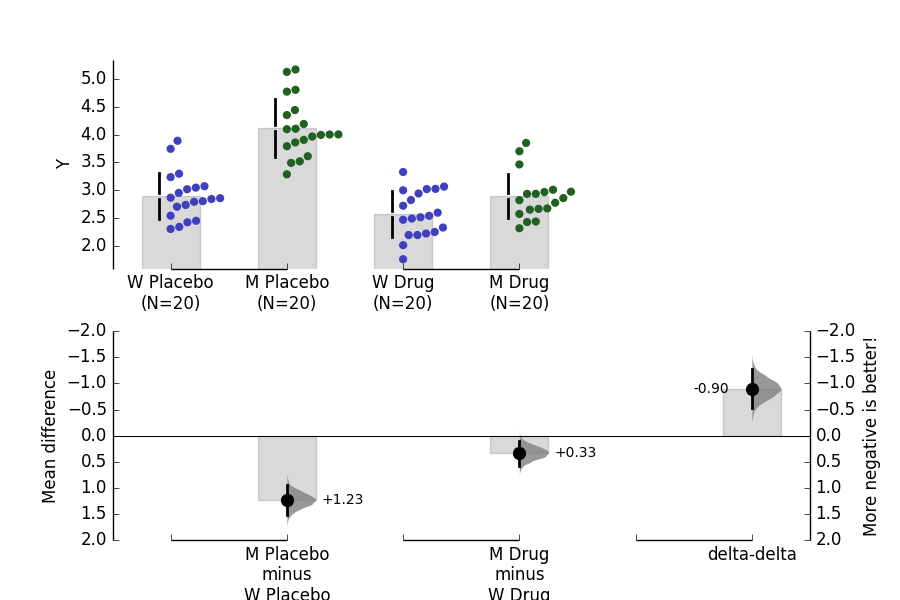 5.0
4.5
4.0
3.5
3.0
2.5
2.0
Y
W Placebo
(N=20)
M Placebo
(N=20)
W Drug
(N=20)
M Drug
(N=20)
−2.0
−1.5
−1.0
−0.5
0.0
0.5
1.0
1.5
2.0
Mean difference
+1.23
+0.33
-0.90
−2.0
−1.5
−1.0
−0.5
0.0
0.5
1.0
1.5
2.0
More negative is better!
M Placebo
minus
W Placebo
M Drug
minus
W Drug
delta-delta